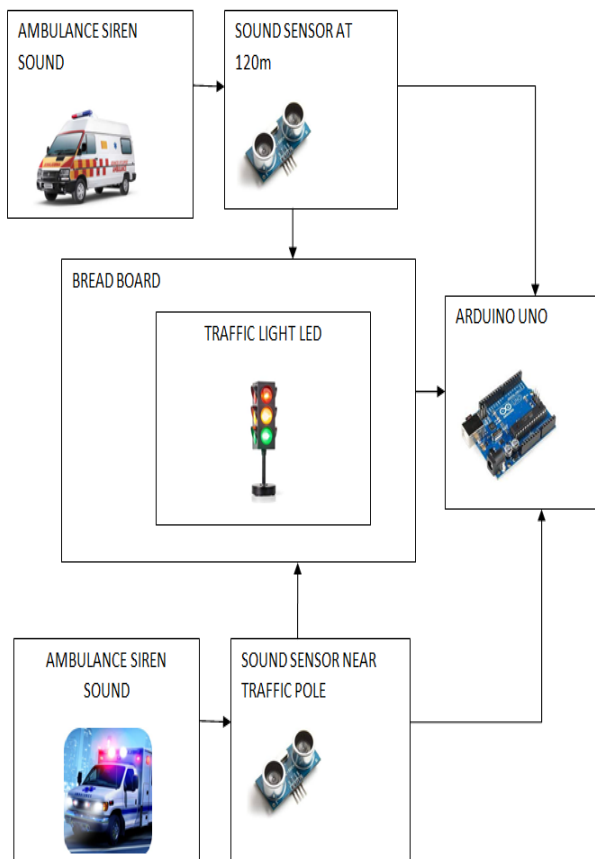 AMBULANCE SIREN
SOUND
SOUND SENSOR AT
120m
BREAD BOARD
TRAFFIC LIGHT LED
ARDUINO UNO
AMBULANCE SIREN
SOUND
SOUND SENSOR NEAR
TRAFFIC POLE